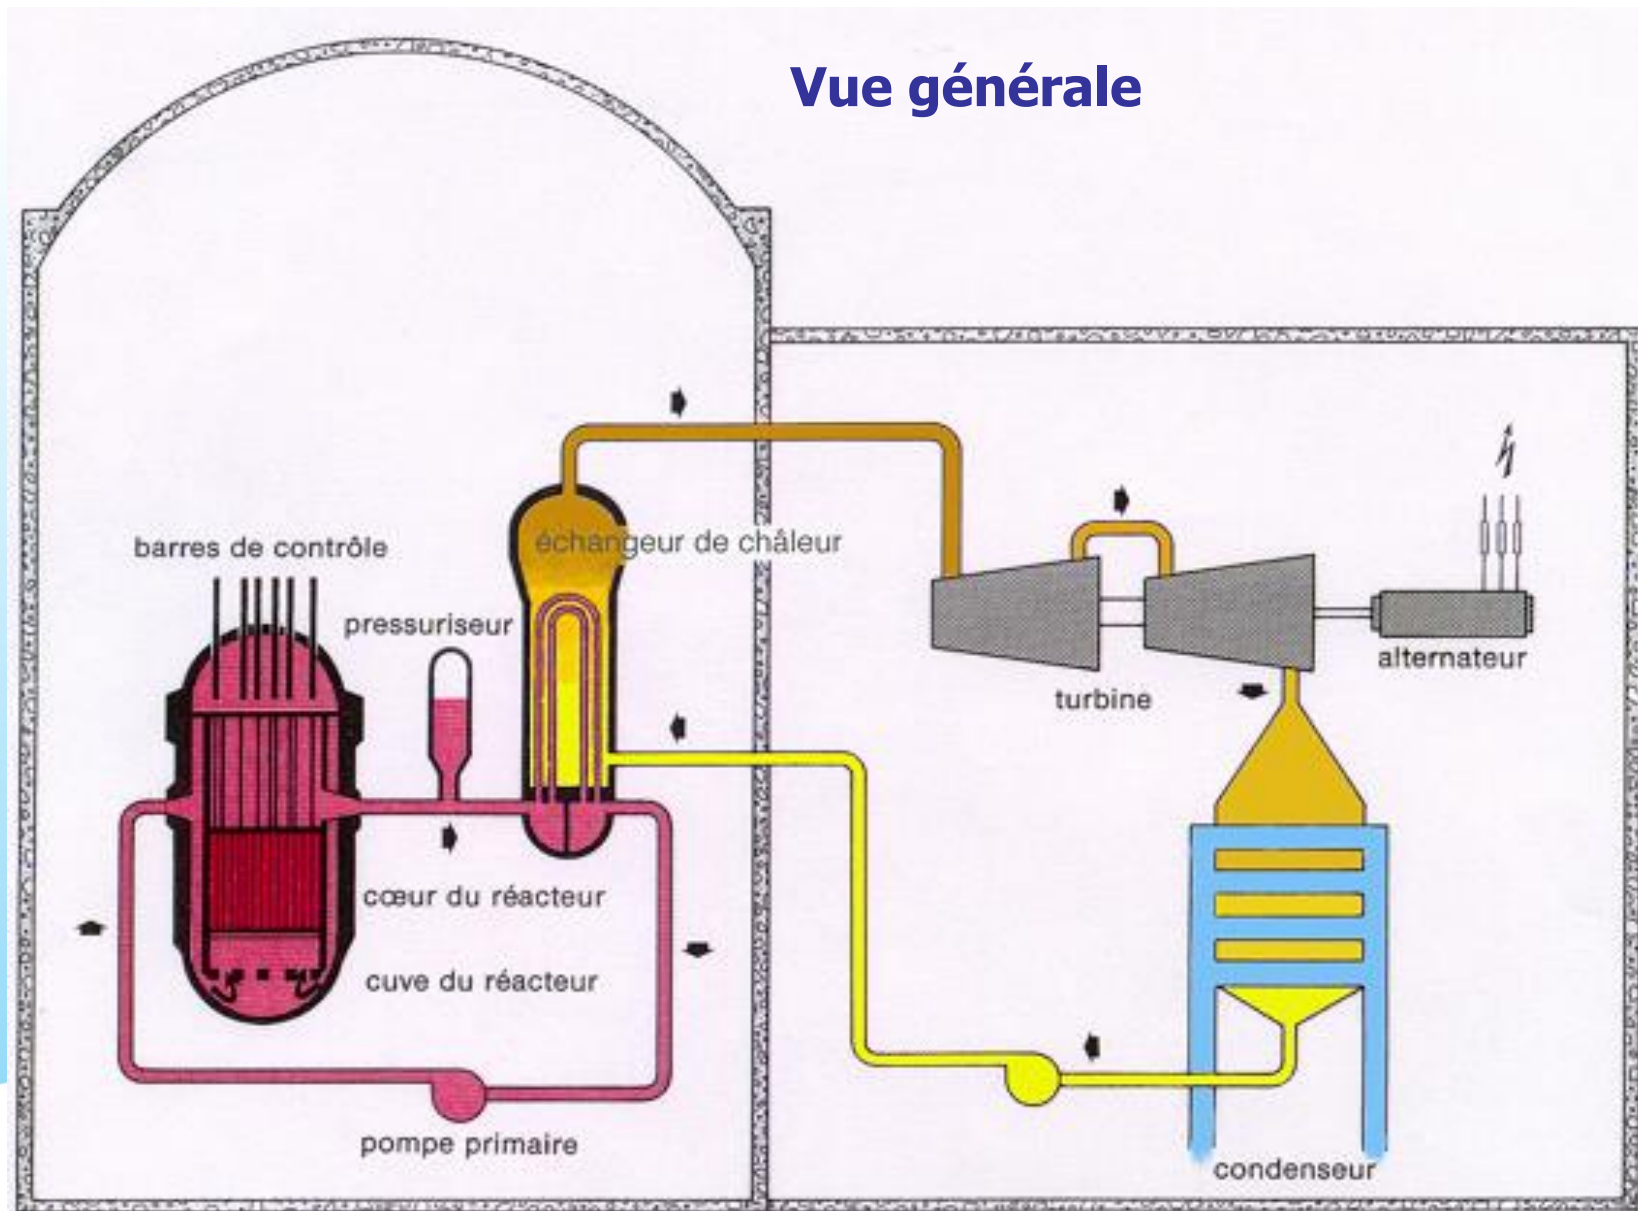 Vue générale
échangeur de châleur
barres de contrôle
pressuriseur
alternateur
turbine
cœur du réacteur
cuve du réacteur
pompe primaire
condenseur